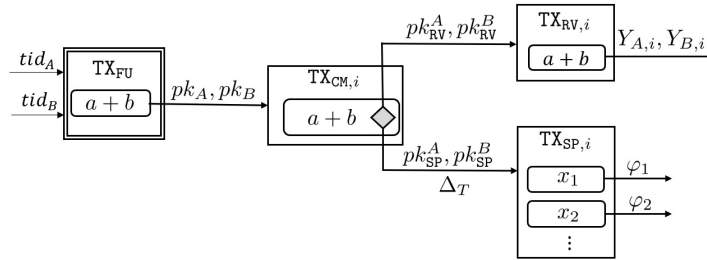 tid_A
tid_B
TX_FU
a + b
pk_A, pk_B
TX_CM,i
a + b
pk^A_RV, pk^B_RV
TX_RV,i
a + b
Y_A,i, Y_B,i
pk^A_SP, pk^B_SP
Δ_T
TX_SP,i
x_1
φ_1
x_2
φ_2
⋮